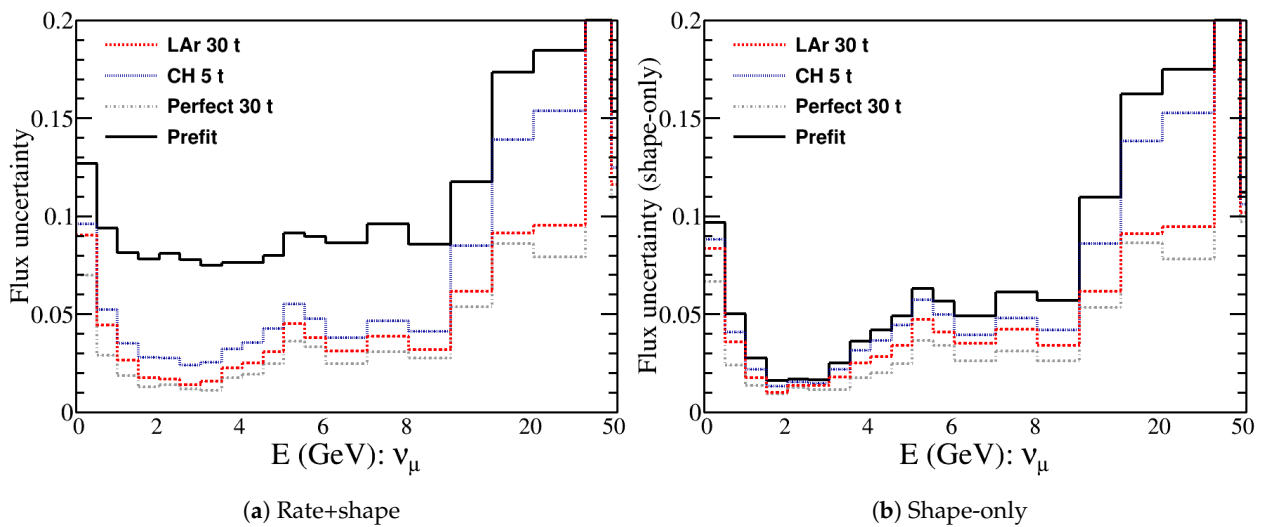 0.2
0.15
0.1
0.05
0
Flux uncertainty
LAr 30 t
CH 5 t
Perfect 30 t
Prefit
0 2 4 6 8 20 50
E (GeV): νμ
(a) Rate+shape
0.2
0.15
0.1
0.05
0
Flux uncertainty (shape-only)
LAr 30 t
CH 5 t
Perfect 30 t
Prefit
0 2 4 6 8 20 50
E (GeV): νμ
(b) Shape-only